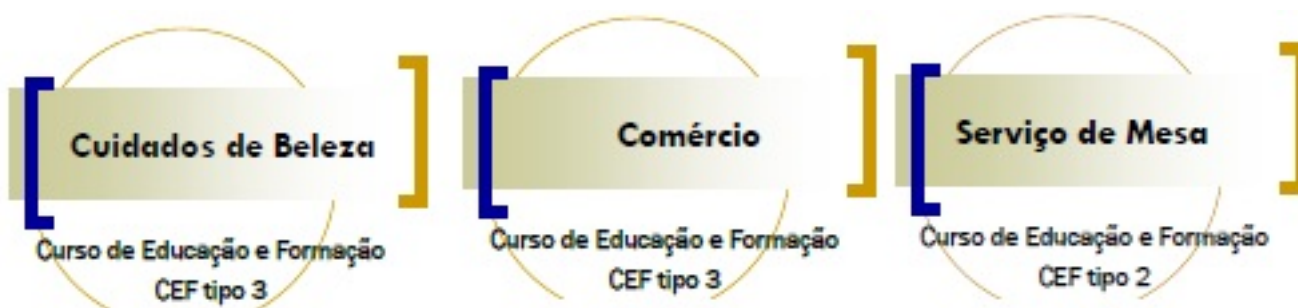 Cuidados de Beleza
Curso de Educação e Formação
CEF tipo 3
Comércio
Curso de Educação e Formação
CEF tipo 3
Serviço de Mesa
Curso de Educação e Formação
CEF tipo 2